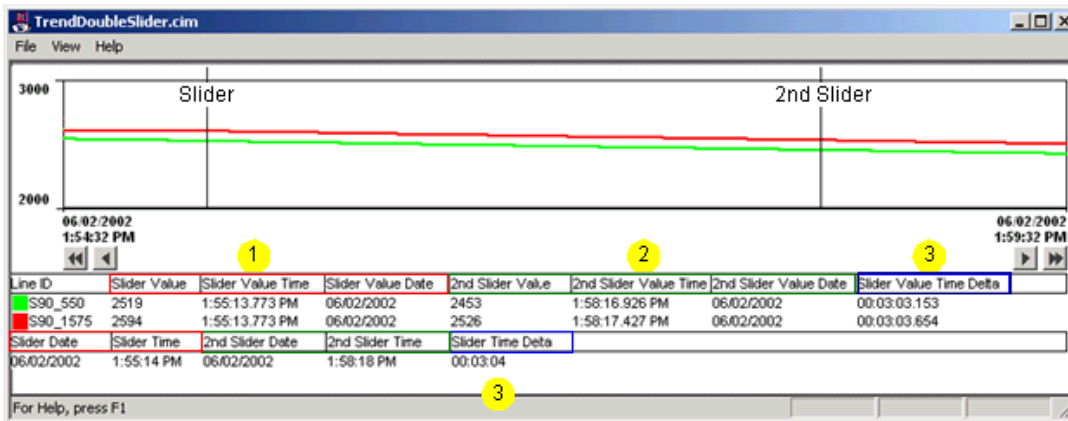 TrendDoubleSlider.cim
File View Help
3000
Slider
2nd Slider
2000
06/02/2002
1:54:32 PM
06/02/2002
1:59:32 PM
1
2
3
Line ID Slider Value Slider Value Time Slider Value Date 2nd Slider Value 2nd Slider Value Time 2nd Slider Value Date Slider Value Time Delta
S90_550 2519 1:55:13.773 PM 06/02/2002 2453 1:58:16.926 PM 06/02/2002 00:03:03.153
S90_1575 2594 1:55:13.773 PM 06/02/2002 2526 1:58:17.427 PM 06/02/2002 00:03:03.654
Slider Date Slider Time 2nd Slider Date 2nd Slider Time Slider Time Delta
06/02/2002 1:55:14 PM 06/02/2002 1:58:18 PM 00:03:04
3
For Help, press F1